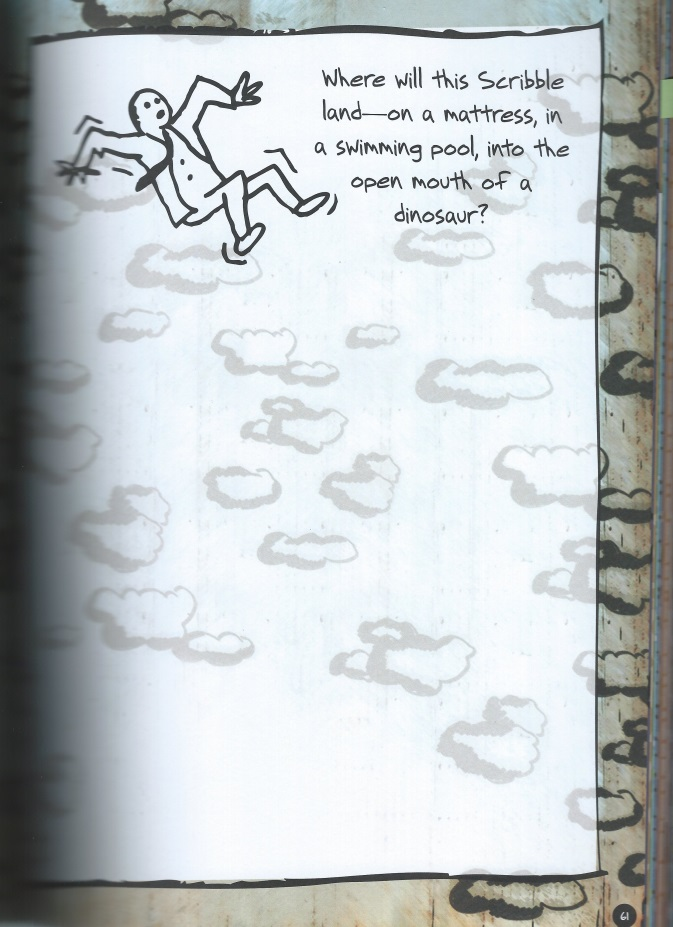 Where will this Scribble
land—on a mattress, in
a swimming pool, into the
open mouth of a
dinosaur?
61